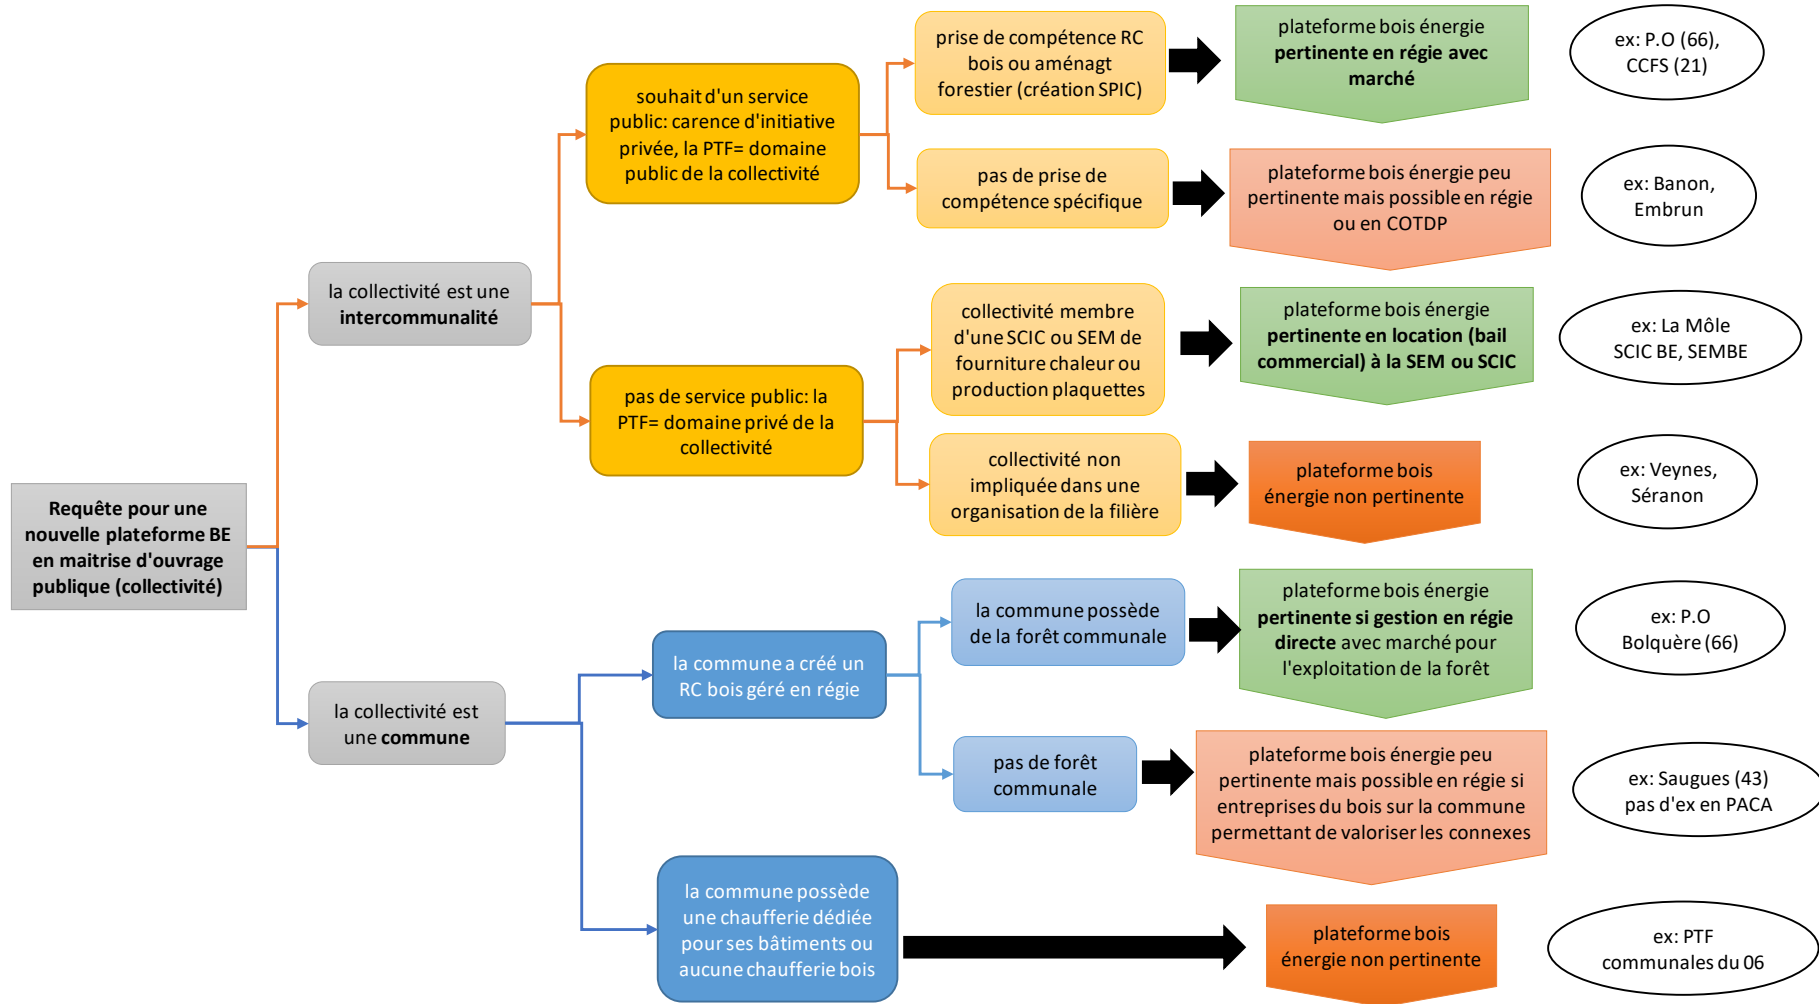 Requête pour une
nouvelle plateforme BE
en maitrise d'ouvrage
publique (collectivité)
la collectivité est une
intercommunalité
souhait d'un service
public: carence d'initiative
privée, la PTF= domaine
public de la collectivité
prise de compétence RC
bois ou aménagt
forestier (création SPIC)
plateforme bois énergie
pertinente en régie avec
marché
ex: P.O (66),
CCFS (21)
pas de prise de
compétence spécifique
plateforme bois énergie peu
pertinente mais possible en régie
ou en COTDP
ex: Banon,
Embrun
pas de service public: la
PTF= domaine privé de la
collectivité
collectivité membre
d'une SCIC ou SEM de
fourniture chaleur ou
production plaquettes
plateforme bois énergie
pertinente en location (bail
commercial) à la SEM ou SCIC
ex: La Môle
SCIC BE, SEMBE
collectivité non
impliquée dans une
organisation de la filière
plateforme bois
énergie non pertinente
ex: Veynes,
Séranon
la collectivité est
une commune
la commune a créé un
RC bois géré en régie
la commune possède
de la forêt communale
plateforme bois énergie
pertinente si gestion en régie
directe avec marché pour
l'exploitation de la forêt
ex: P.O
Bolquère (66)
pas de forêt
communale
plateforme bois énergie peu
pertinente mais possible en régie si
entreprises du bois sur la commune
permettant de valoriser les connexes
ex: Saugues (43)
pas d'ex en PACA
la commune possède
une chaufferie dédiée
pour ses bâtiments ou
aucune chaufferie bois
plateforme bois
énergie non pertinente
ex: PTF
communales du 06